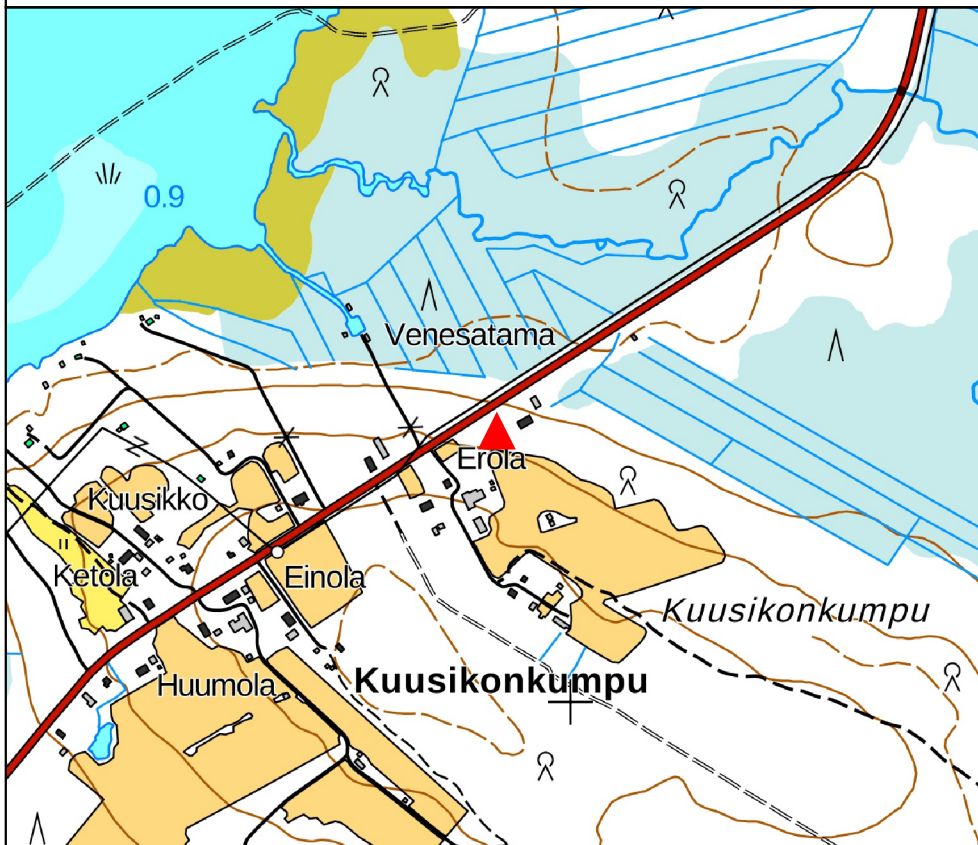 0.9
Venesatama
Erola
Kuusikko
Ketola
Einola
Kuusikonkumpu
Huumola
Kuusikonkumpu